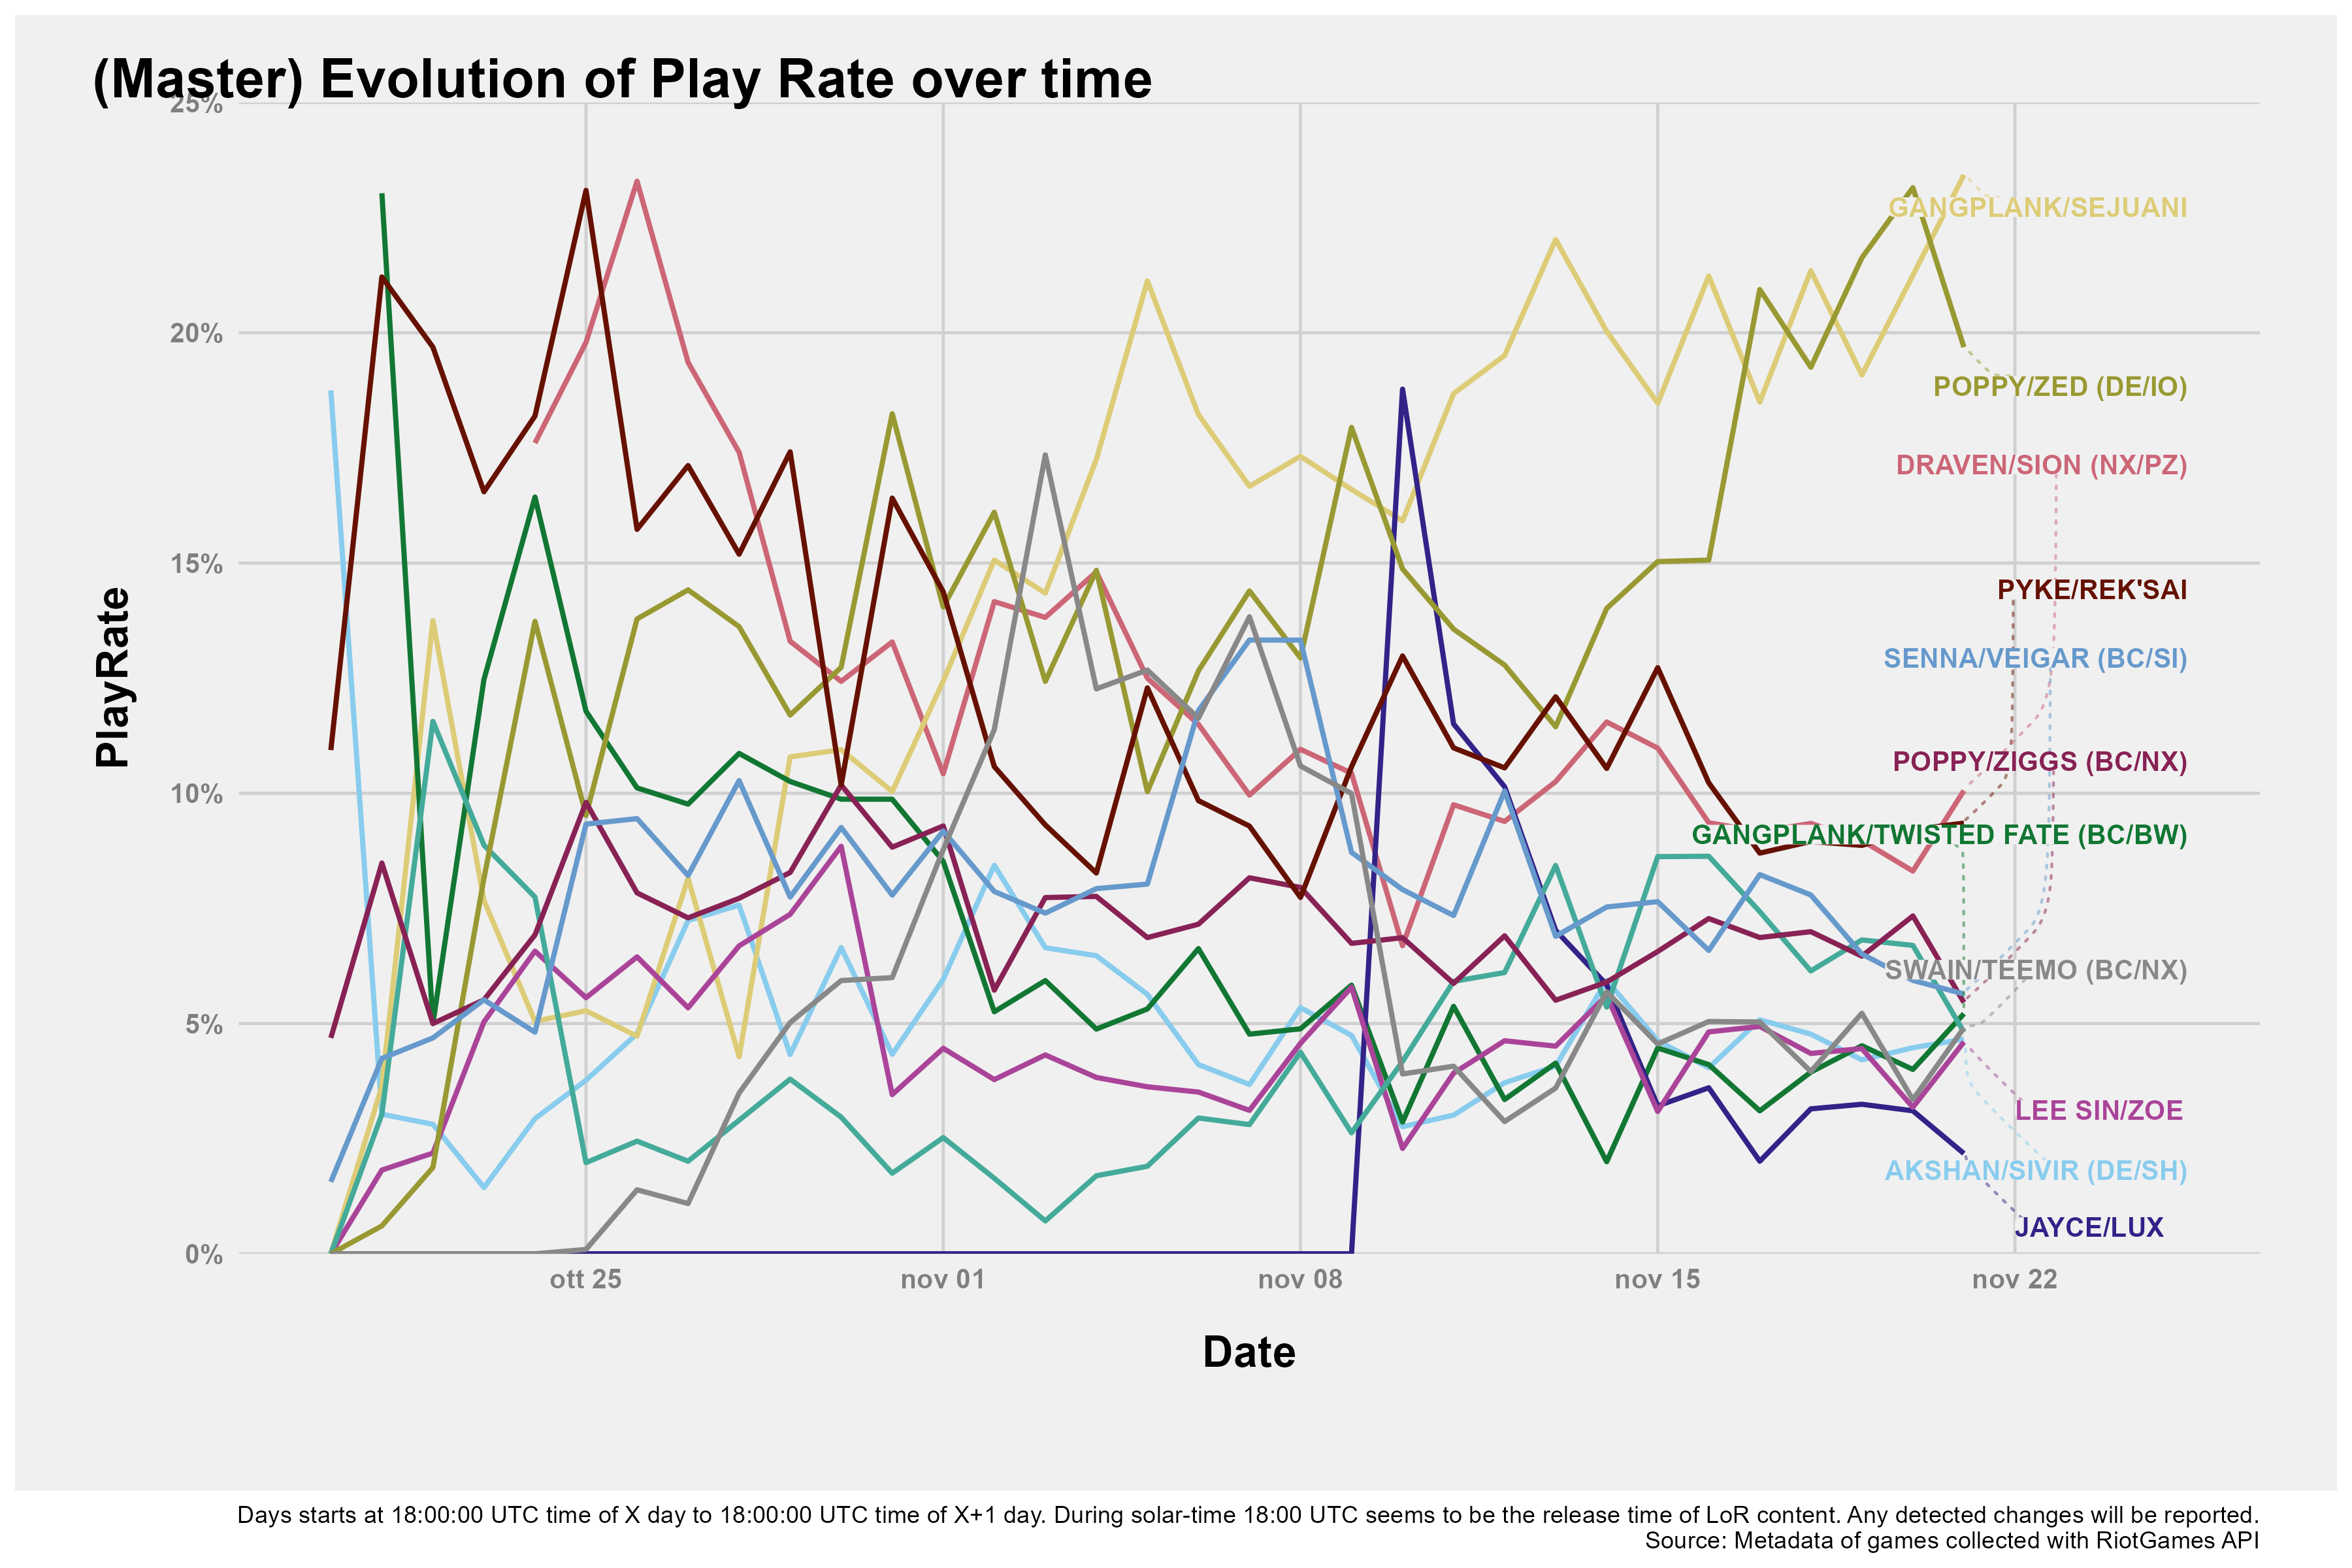 (Master) Evolution of Play Rate over time
25%
20%
15%
10%
5%
0%
PlayRate
GANGPLANK/SEJUANI
POPPY/ZED (DE/IO)
DRAVEN/SION (NX/PZ)
PYKE/REK'SAI
SENNA/VEIGAR (BC/SI)
POPPY/ZIGGS (BC/NX)
GANGPLANK/TWISTED FATE (BC/BW)
SWAIN/TEEMO (BC/NX)
LEE SIN/ZOE
AKSHAN/SIVIR (DE/SH)
JAYCE/LUX
ott 25
nov 01
nov 08
nov 15
nov 22
Date
Days starts at 18:00:00 UTC time of X day to 18:00:00 UTC time of X+1 day. During solar-time 18:00 UTC seems to be the release time of LoR content. Any detected changes will be reported.
Source: Metadata of games collected with RiotGames API